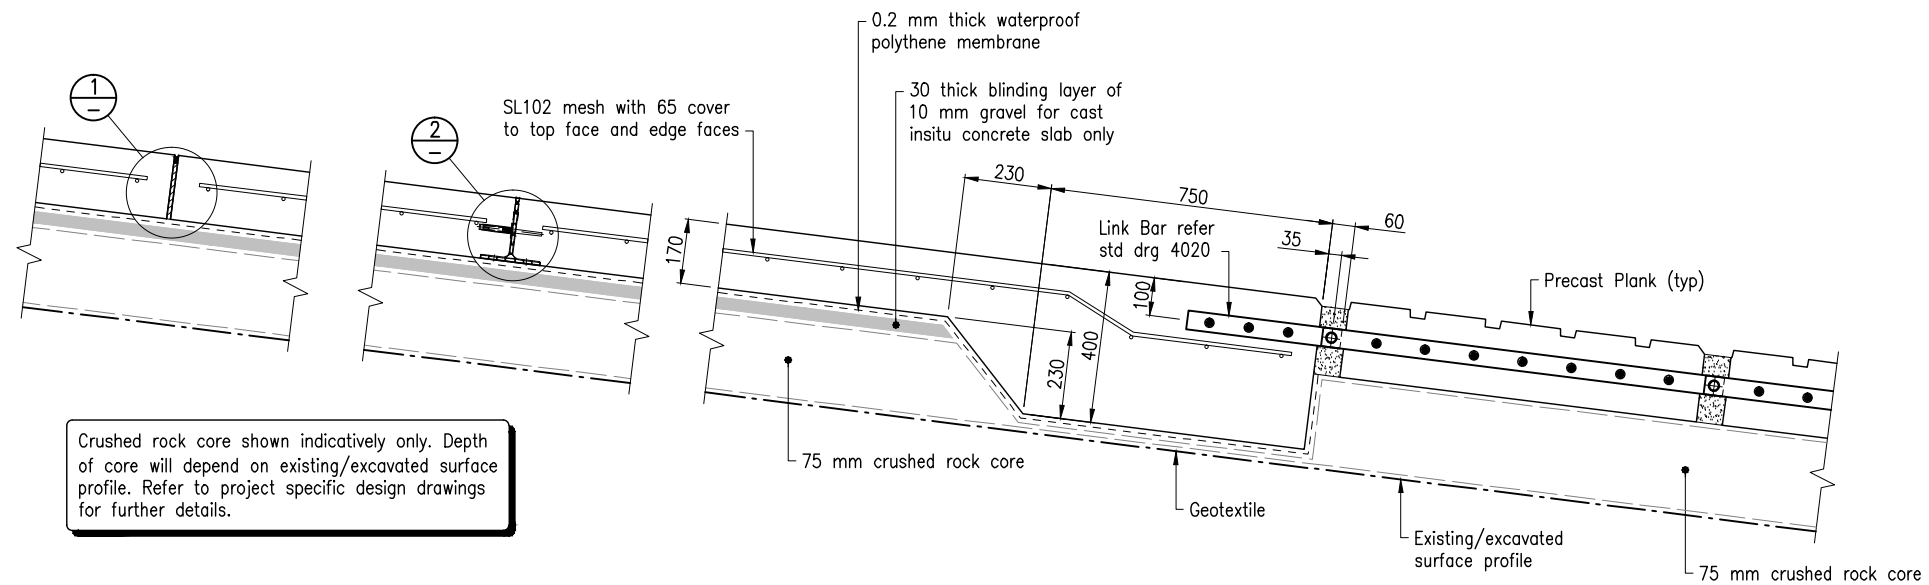 0.2 mm thick waterproof
polythene membrane
1
–
30 thick blinding layer of
10 mm gravel for cast
insitu concrete slab only
SL102 mesh with 65 cover
to top face and edge faces
2
–
230
750
60
35
Link Bar refer
std drg 4020
170
100
Precast Plank (typ)
230
400
Crushed rock core shown indicatively only. Depth
of core will depend on existing/excavated surface
profile. Refer to project specific design drawings
for further details.
75 mm crushed rock core
Geotextile
Existing/excavated
surface profile
75 mm crushed rock core